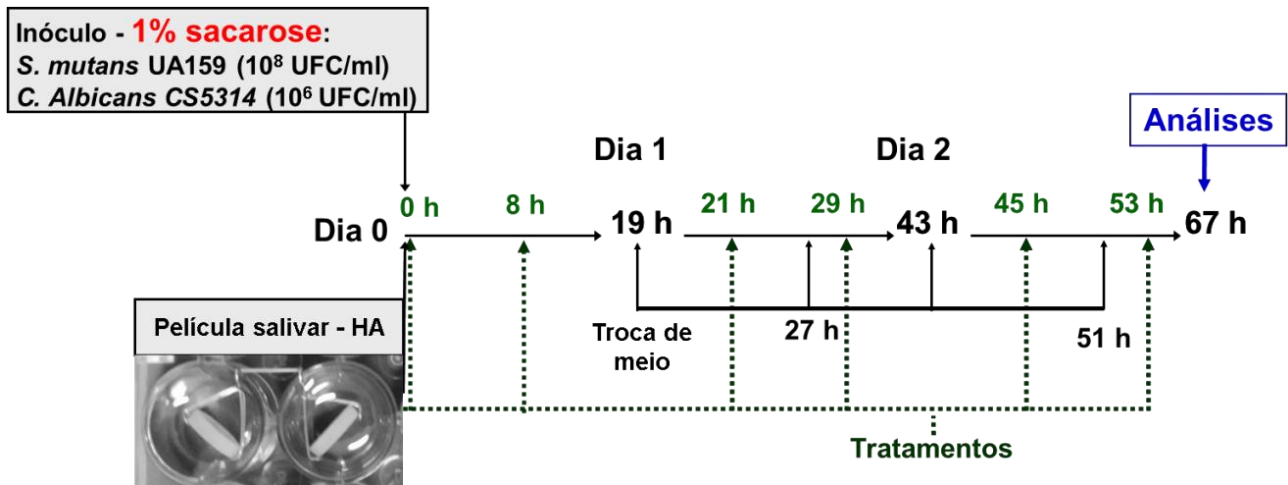 Inóculo - 1% sacarose:
S. mutans UA159 (10⁸ UFC/ml)
C. Albicans CS5314 (10⁶ UFC/ml)
Análises
Dia 1
Dia 2
0 h
8 h
21 h
29 h
45 h
53 h
Dia 0
19 h
43 h
67 h
Película salivar - HA
Troca de
meio
27 h
51 h
Tratamentos